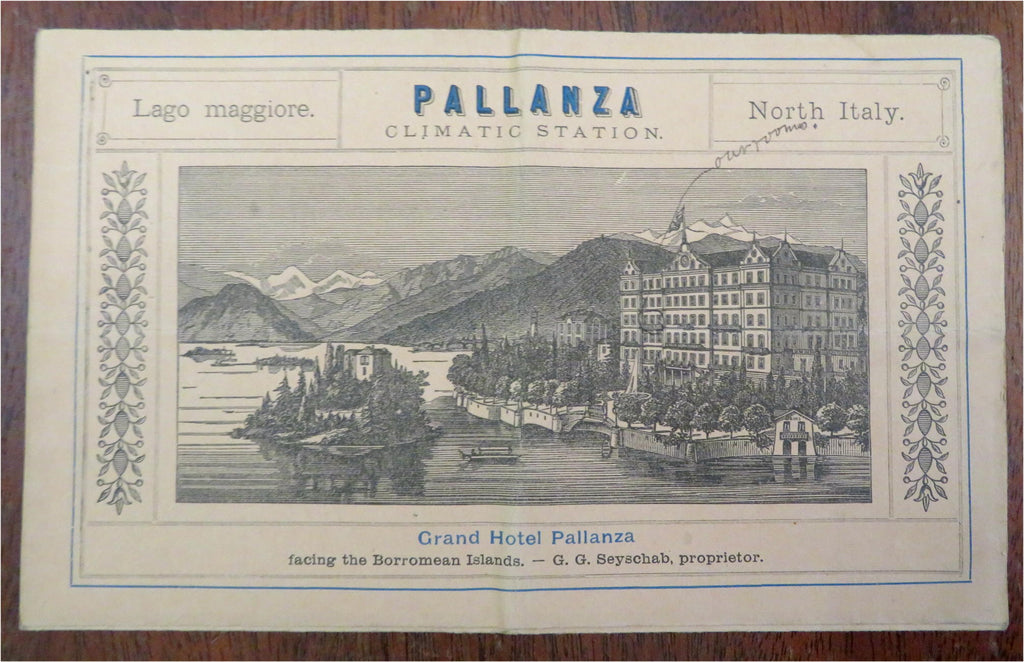 Lago maggiore.
PALLANZA
CLIMATIC STATION.
North Italy.
our rooms.
Grand Hotel Pallanza
facing the Borromean Islands. — G. G. Seyschab, proprietor.